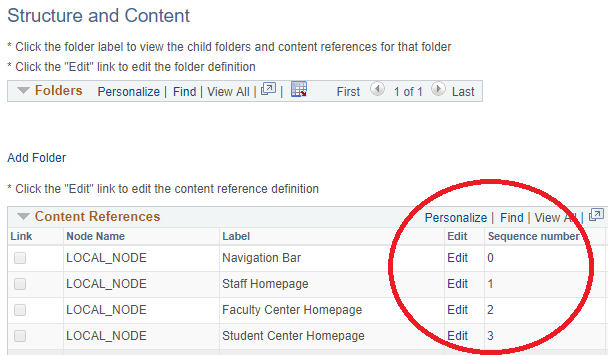 Structure and Content
* Click the folder label to view the child folders and content references for that folder
* Click the "Edit" link to edit the folder definition
Folders Personalize | Find | View All | | First 1 of 1 Last
Add Folder
* Click the "Edit" link to edit the content reference definition
Content References Personalize | Find | View All |
Link Node Name Label Edit Sequence number
LOCAL_NODE Navigation Bar Edit 0
LOCAL_NODE Staff Homepage Edit 1
LOCAL_NODE Faculty Center Homepage Edit 2
LOCAL_NODE Student Center Homepage Edit 3